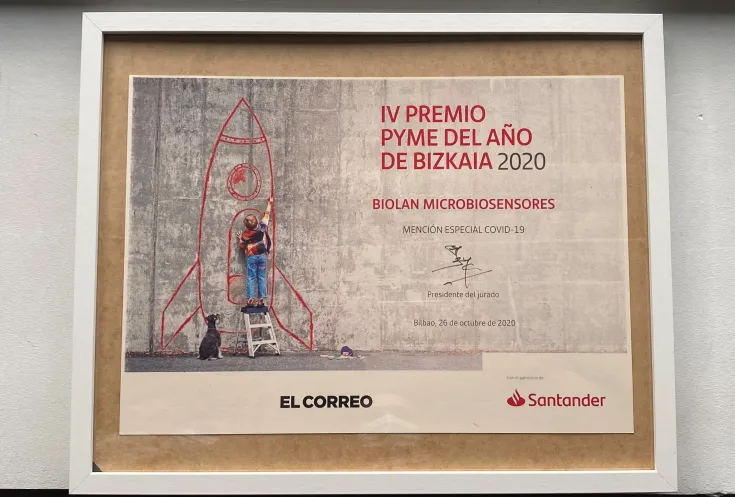 IV PREMIO
PYME DEL AÑO
DE BIZKAIA 2020
BIOLAN MICROBIOSENSORES
MENCIÓN ESPECIAL COVID-19
Presidente del jurado
Bilbao, 26 de octubre de 2020
EL CORREO
Santander